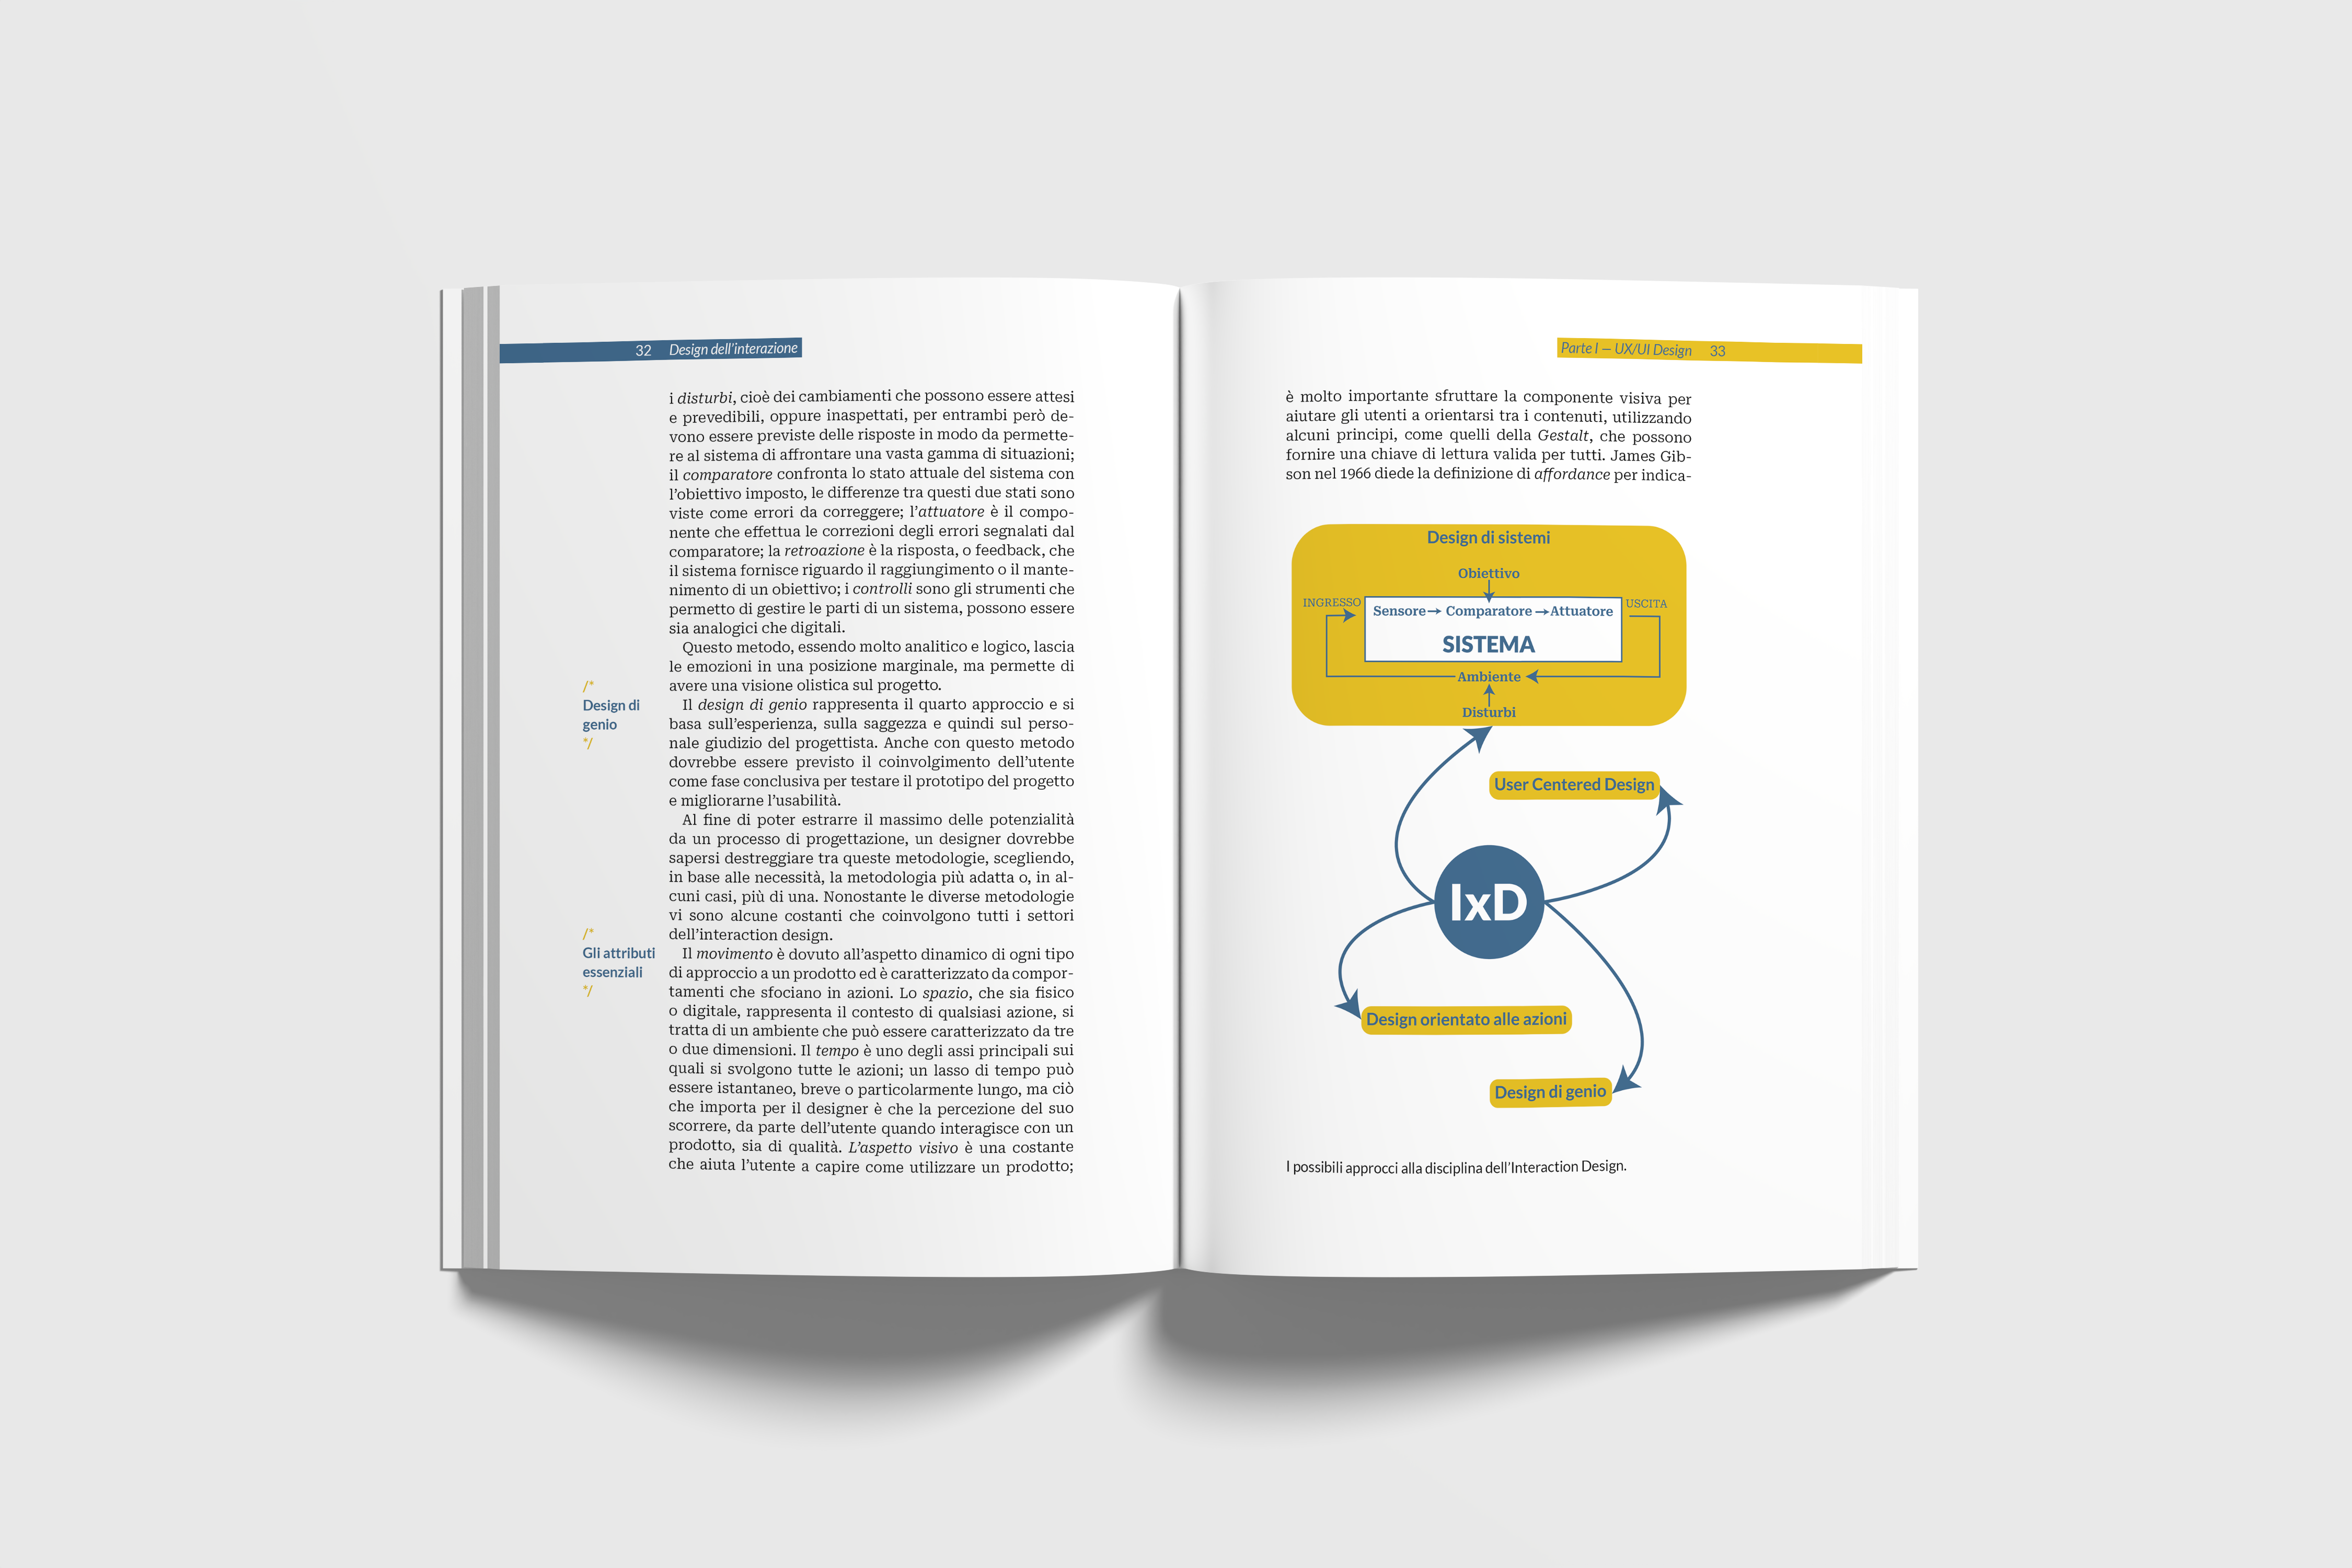 32 Design dell'interazione
i disturbi, cioè dei cambiamenti che possono essere attesi
e prevedibili, oppure inaspettati, per entrambi però de-
vono essere previste delle risposte in modo da permette-
re al sistema di affrontare una vasta gamma di situazioni;
il comparatore confronta lo stato attuale del sistema con
l'obiettivo imposto, le differenze tra questi due stati sono
viste come errori da correggere; l'attuatore è il compo-
nente che effettua le correzioni degli errori segnalati dal
comparatore; la retroazione è la risposta, o feedback, che
il sistema fornisce riguardo il raggiungimento o il mante-
nimento di un obiettivo; i controlli sono gli strumenti che
permetto di gestire le parti di un sistema, possono essere
sia analogici che digitali.
Questo metodo, essendo molto analitico e logico, lascia
le emozioni in una posizione marginale, ma permette di
avere una visione olistica sul progetto.
/*
Design di
genio
*/
Il design di genio rappresenta il quarto approccio e si
basa sull'esperienza, sulla saggezza e quindi sul perso-
nale giudizio del progettista. Anche con questo metodo
dovrebbe essere previsto il coinvolgimento dell'utente
come fase conclusiva per testare il prototipo del progetto
e migliorarne l'usabilità.
Al fine di poter estrarre il massimo delle potenzialità
da un processo di progettazione, un designer dovrebbe
sapersi destreggiare tra queste metodologie, scegliendo,
in base alle necessità, la metodologia più adatta o, in al-
cuni casi, più di una. Nonostante le diverse metodologie
vi sono alcune costanti che coinvolgono tutti i settori
dell'interaction design.
/*
Gli attributi
essenziali
*/
Il movimento è dovuto all'aspetto dinamico di ogni tipo
di approccio a un prodotto ed è caratterizzato da compor-
tamenti che sfociano in azioni. Lo spazio, che sia fisico
o digitale, rappresenta il contesto di qualsiasi azione, si
tratta di un ambiente che può essere caratterizzato da tre
o due dimensioni. Il tempo è uno degli assi principali sui
quali si svolgono tutte le azioni; un lasso di tempo può
essere istantaneo, breve o particolarmente lungo, ma ciò
che importa per il designer è che la percezione del suo
scorrere, da parte dell'utente quando interagisce con un
prodotto, sia di qualità. L'aspetto visivo è una costante
che aiuta l'utente a capire come utilizzare un prodotto;
Parte I — UX/UI Design 33
è molto importante sfruttare la componente visiva per
aiutare gli utenti a orientarsi tra i contenuti, utilizzando
alcuni principi, come quelli della Gestalt, che possono
fornire una chiave di lettura valida per tutti. James Gib-
son nel 1966 diede la definizione di affordance per indica-
Design di sistemi
Obiettivo
INGRESSO
Sensore → Comparatore → Attuatore
USCITA
SISTEMA
Ambiente
Disturbi
User Centered Design
IxD
Design orientato alle azioni
Design di genio
I possibili approcci alla disciplina dell'Interaction Design.